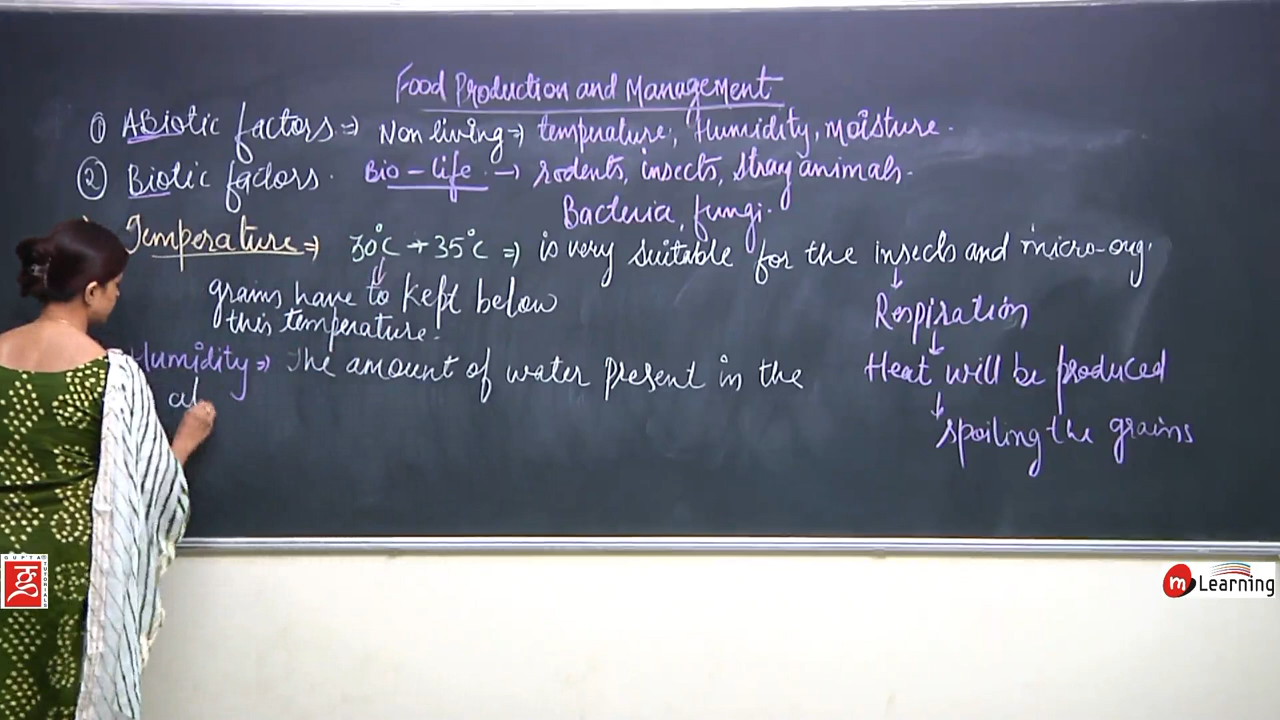 Food Production and Management
① ABiotic factors. => Non living => temperature, Humidity, moisture.
② Biotic factors. Bio - life. → rodents, insects, stray animals.
Bacteria, fungi.
Temperature => 30°C → 35°C => is very suitable for the insects and micro-org.
grains have to kept below
this temperature.
Respiration
Humidity => The amount of water present in the
Heat will be produced
spoiling the grains
GUPTA TUTORIALS
m Learning